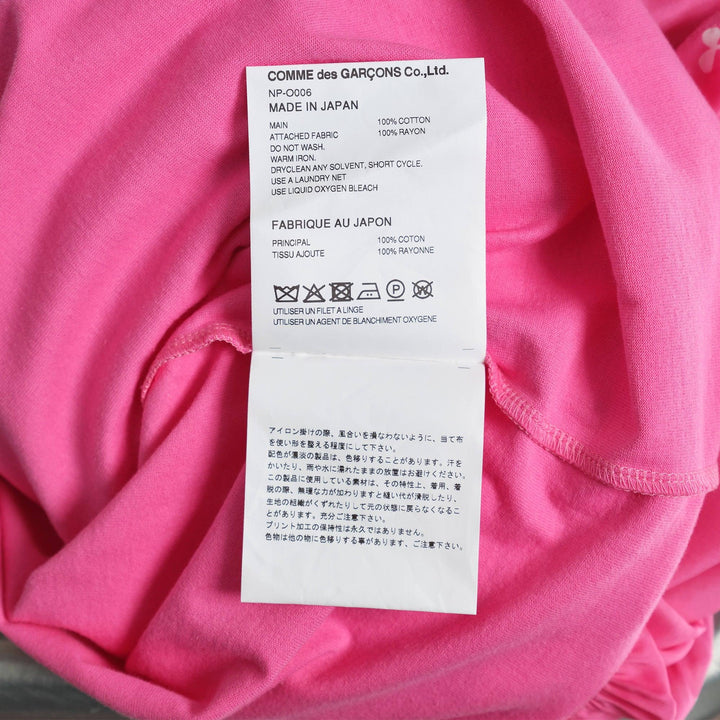 COMME des GARÇONS Co.,Ltd.
NP-O006
MADE IN JAPAN
MAIN 100% COTTON
ATTACHED FABRIC 100% RAYON
DO NOT WASH.
WARM IRON.
DRYCLEAN ANY SOLVENT, SHORT CYCLE.
USE A LAUNDRY NET
USE LIQUID OXYGEN BLEACH
FABRIQUE AU JAPON
PRINCIPAL 100% COTON
TISSU AJOUTE 100% RAYONNE
P
UTILISER UN FILET A LINGE
UTILISER UN AGENT DE BLANCHIMENT OXYGENE
アイロン掛けの際、風合いを損なわないように、当て布
を使い形を整える程度にして下さい。
配色が濃淡の製品は、色移りすることがあります。汗を
かいたり、雨や水に濡れたままの放置はお避けください。
この製品に使用している素材は、その特性上、着用、着
脱の際、無理な力が加わりますと縫い代が滑脱したり、
生地の組織がくずれたりして元の状態に戻らなくなるこ
とがあります。充分ご注意下さい。
プリント加工の保持性は永久ではありません。
色物は他の物に色移りする事があります、ご注意下さい。